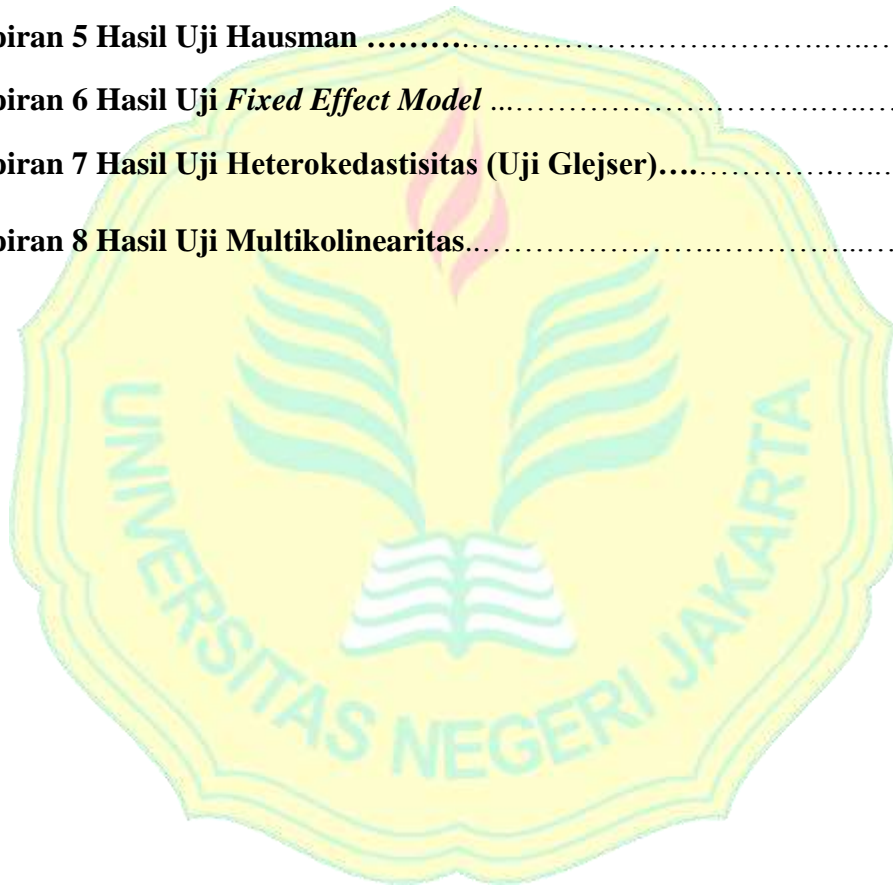 piran 5 Hasil Uji Hausman ……….…………………………………
piran 6 Hasil Uji Fixed Effect Model ...………………………………
piran 7 Hasil Uji Heterokedastisitas (Uji Glejser)….…………………
piran 8 Hasil Uji Multikolinearitas..……………………………………
UNIVERSITAS NEGERI JAKARTA